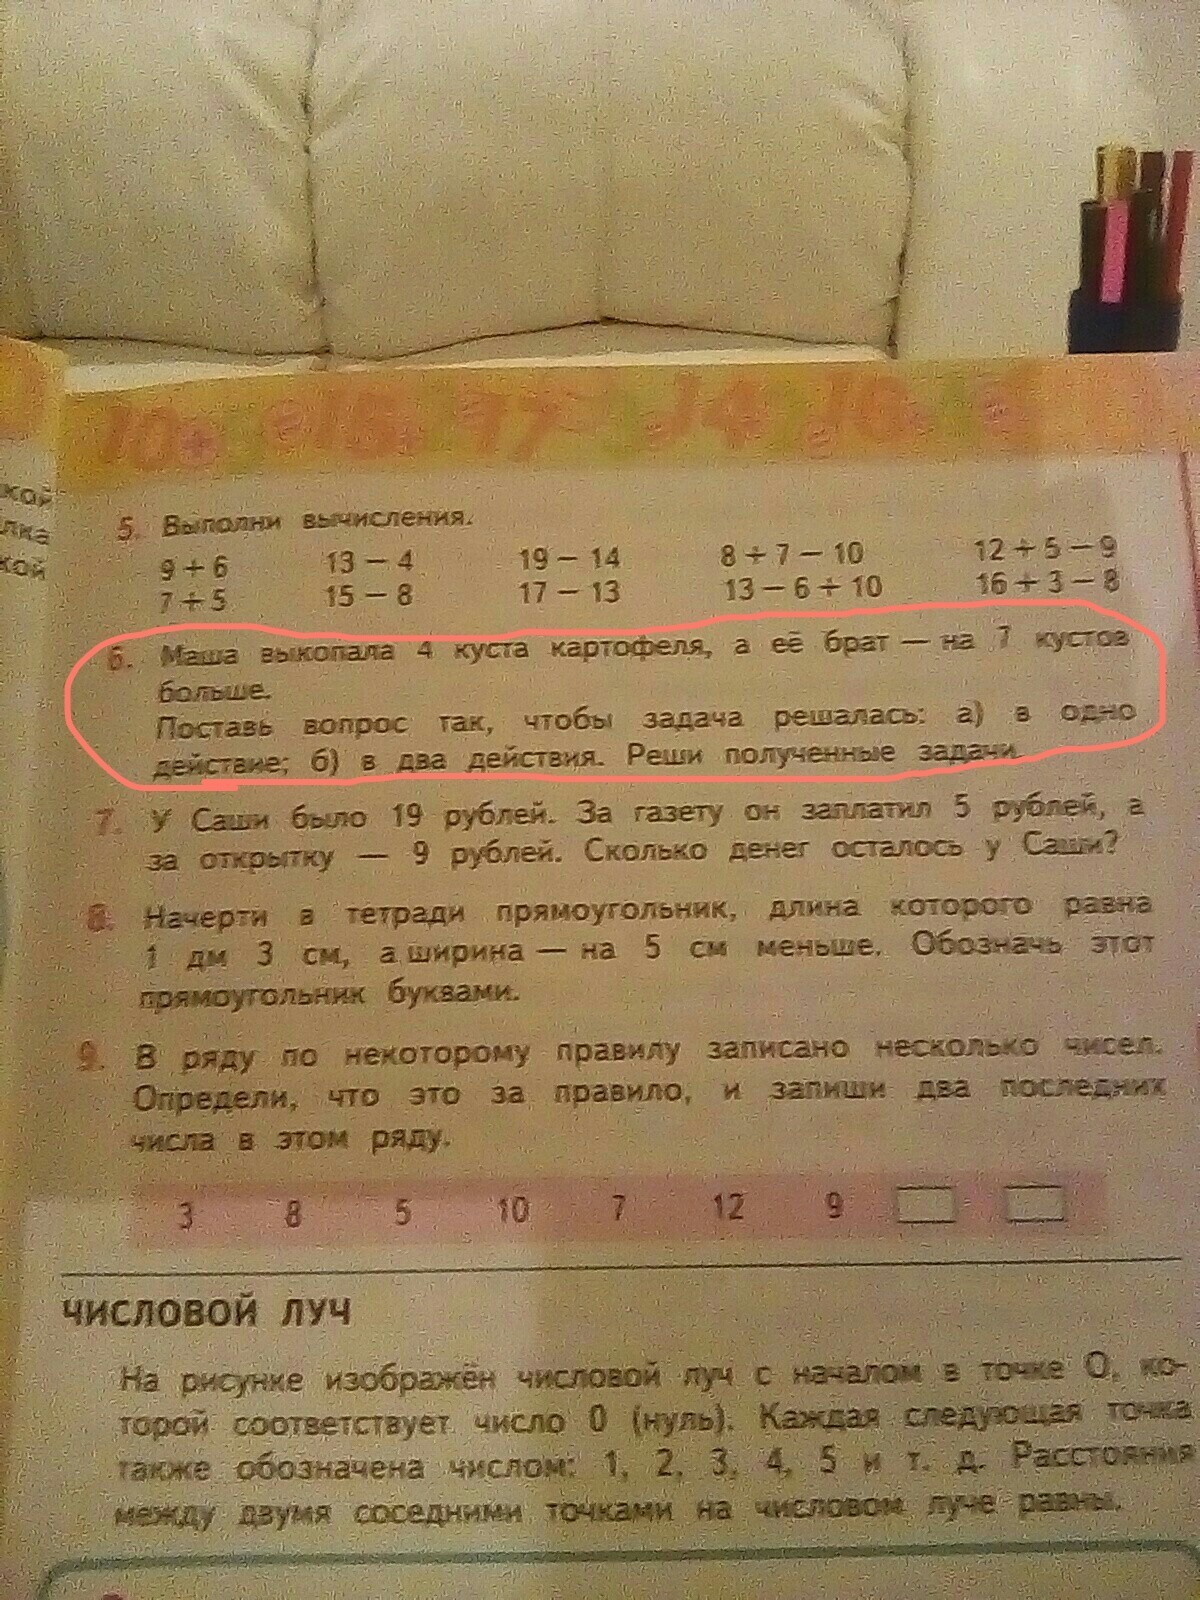 кой
лка
кой
5. Выполни вычисления.
9 + 6 13 − 4 19 − 14 8 + 7 − 10 12 + 5 − 9
7 + 5 15 − 8 17 − 13 13 − 6 + 10 16 + 3 − 8
6. Маша выкопала 4 куста картофеля, а её брат — на 7 кустов
больше.
Поставь вопрос так, чтобы задача решалась: а) в одно
действие; б) в два действия. Реши полученные задачи.
7. У Саши было 19 рублей. За газету он заплатил 5 рублей, а
за открытку — 9 рублей. Сколько денег осталось у Саши?
8. Начерти в тетради прямоугольник, длина которого равна
1 дм 3 см, а ширина — на 5 см меньше. Обозначь этот
прямоугольник буквами.
9. В ряду по некоторому правилу записано несколько чисел.
Определи, что это за правило, и запиши два последних
числа в этом ряду.
3 8 5 10 7 12 9
ЧИСЛОВОЙ ЛУЧ
На рисунке изображён числовой луч с началом в точке О, ко-
торой соответствует число 0 (нуль). Каждая следующая точка
также обозначена числом: 1, 2, 3, 4, 5 и т. д. Расстояния
между двумя соседними точками на числовом луче равны.